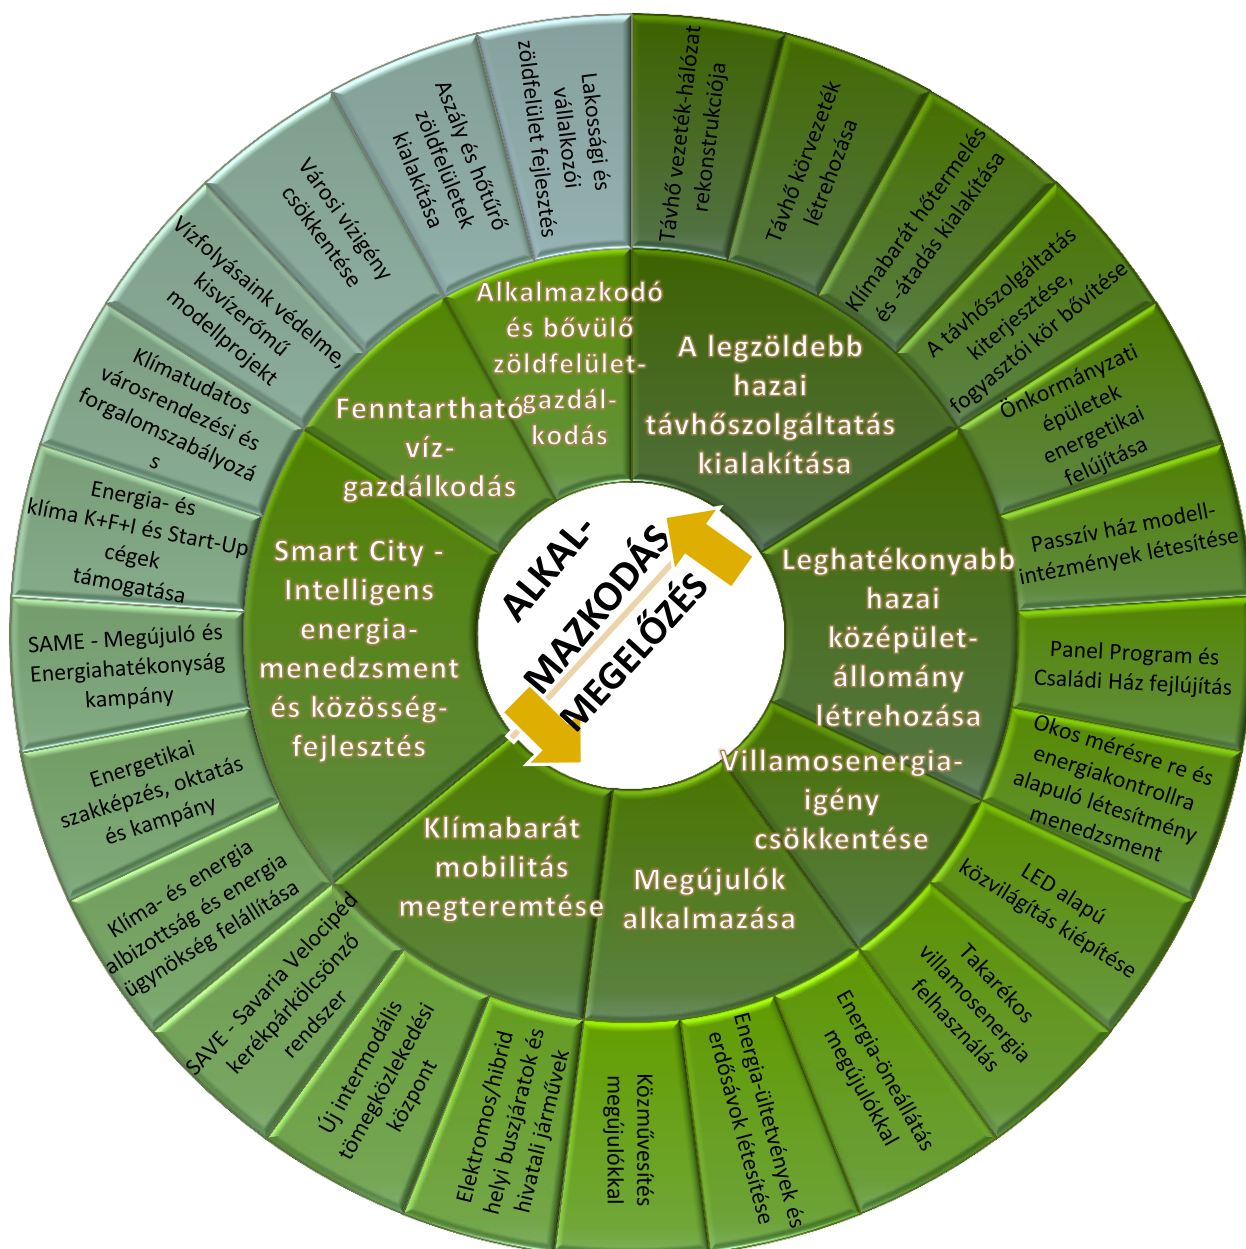 ALKAL-
MAZKODÁS
MEGELŐZÉS
A legzöldebb
hazai
távhőszolgáltatás
kialakítása
Leghatékonyabb
hazai
középület-
állomány
létrehozása
Villamosenergia-
igény
csökkentése
Megújulók
alkalmazása
Klímabarát
mobilitás
megteremtése
Smart City -
Intelligens
energia-
menedzsment
és közösség-
fejlesztés
Fenntartható
víz-
gazdálkodás
Alkalmazkodó
és bővülő
zöldfelület-
gazdál-
kodás
Távhő vezeték-hálózat
rekonstrukciója
Távhő körvezeték
létrehozása
Klímabarát hőtermelés
és -átadás kialakítása
A távhőszolgáltatás
kiterjesztése,
fogyasztói kör bővítése
Önkormányzati
épületek
energetikai
felújítása
Passzív ház modell-
intézmények létesítése
Panel Program és
Családi Ház fejlújítás
Okos mérésre re és
energiakontrollra
alapuló létesítmény
menedzsment
LED alapú
közvilágítás kiépítése
Takarékos
villamosenergia
felhasználás
Energia-önellátás
megújulókkal
Energia-ültetvények és
erdősávok létesítése
Közművesítés
megújulókkal
Elektromos/hibrid
helyi buszjáratok és
hivatali járművek
Új intermodális
tömegközlekedési
központ
SAVE - Savaria Velocipéd
kerékpárkölcsönző
rendszer
Klíma- és energia
albizottság és energia
ügynökség felállítása
Energetikai
szakképzés, oktatás
és kampány
SAME - Megújuló és
Energiahatékonyság
kampány
Energia- és
klíma K+F+I és Start-Up
cégek
támogatása
Klímatudatos
városrendezési és
forgalomszabályozá
s
Vízfolyásaink védelme,
kisvízerőmű
modellprojekt
Városi vízigény
csökkentése
Aszály és hőtűrő
zöldfelületek
kialakítása
Lakossági és
vállalkozói
zöldfelület fejlesztés